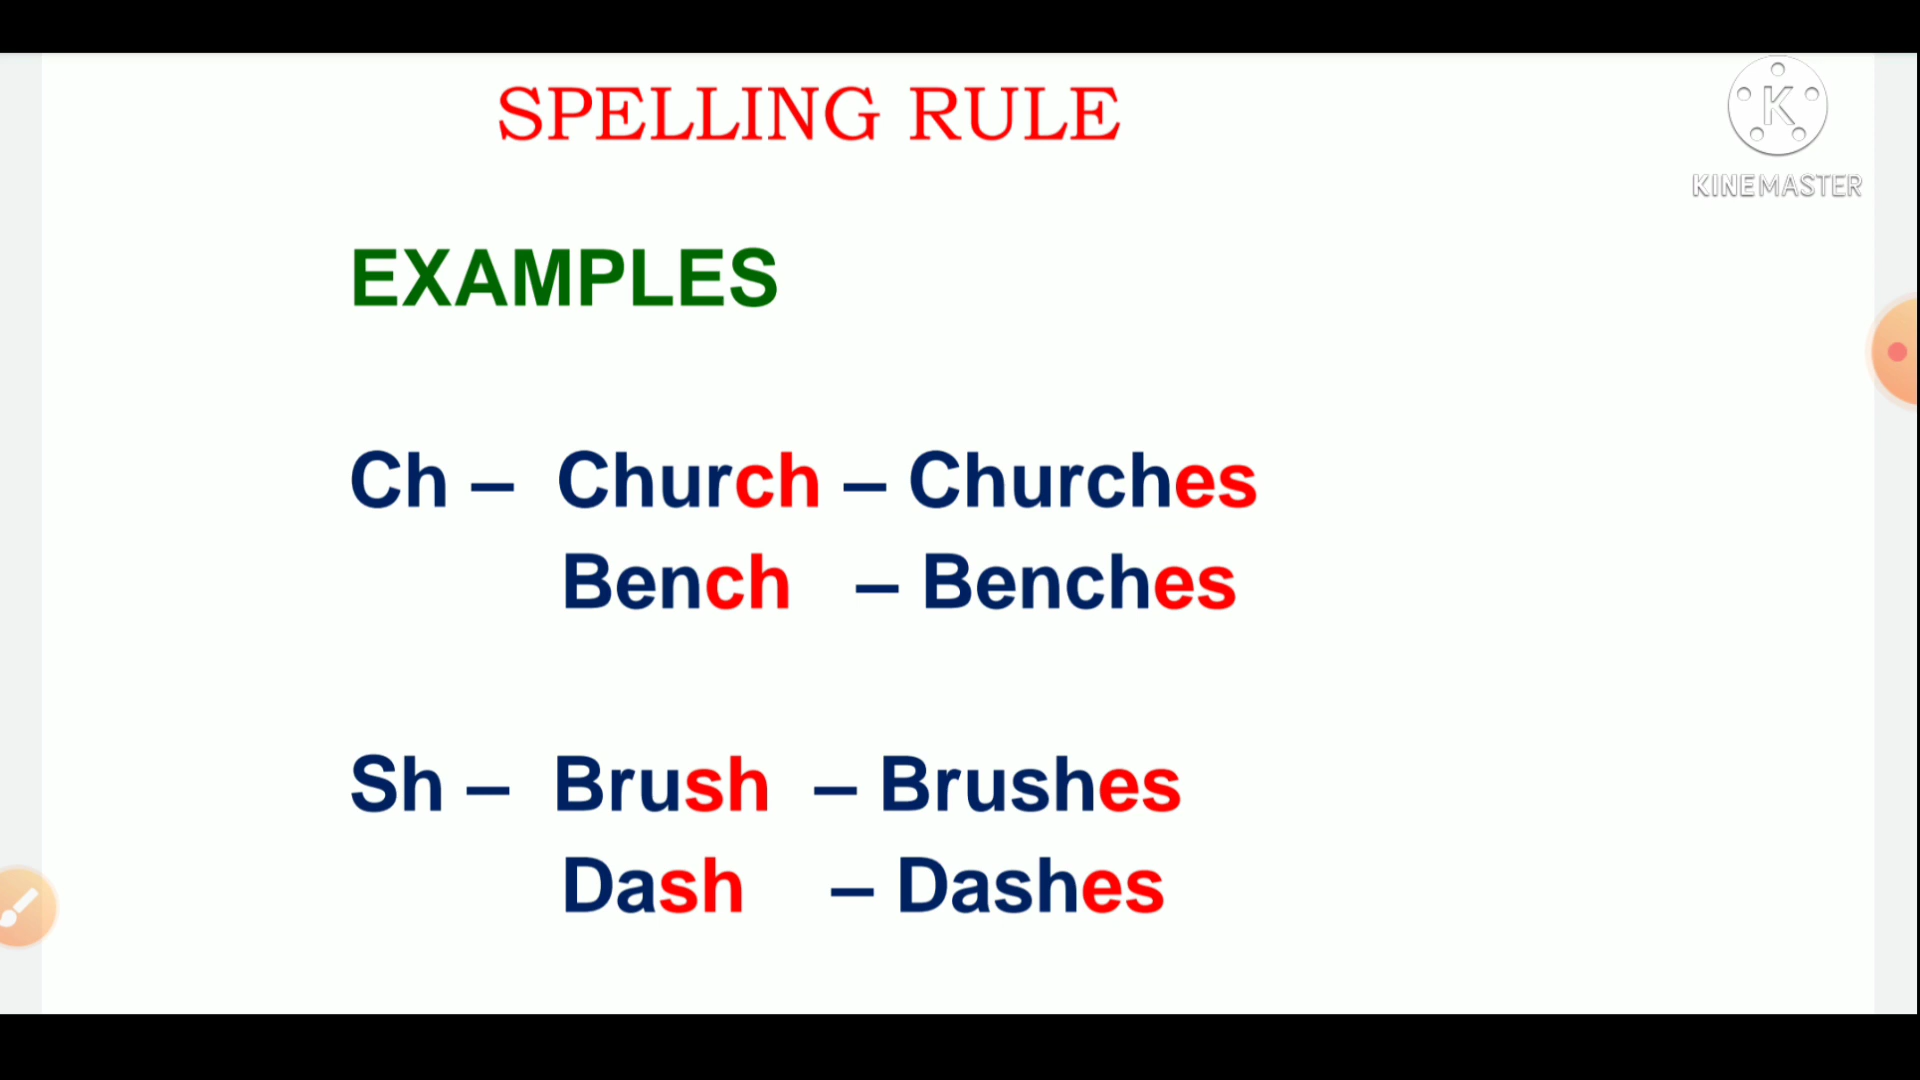 SPELLING RULE
K
KINEMASTER
EXAMPLES
Ch – Church – Churches
Bench – Benches
Sh – Brush – Brushes
Dash – Dashes